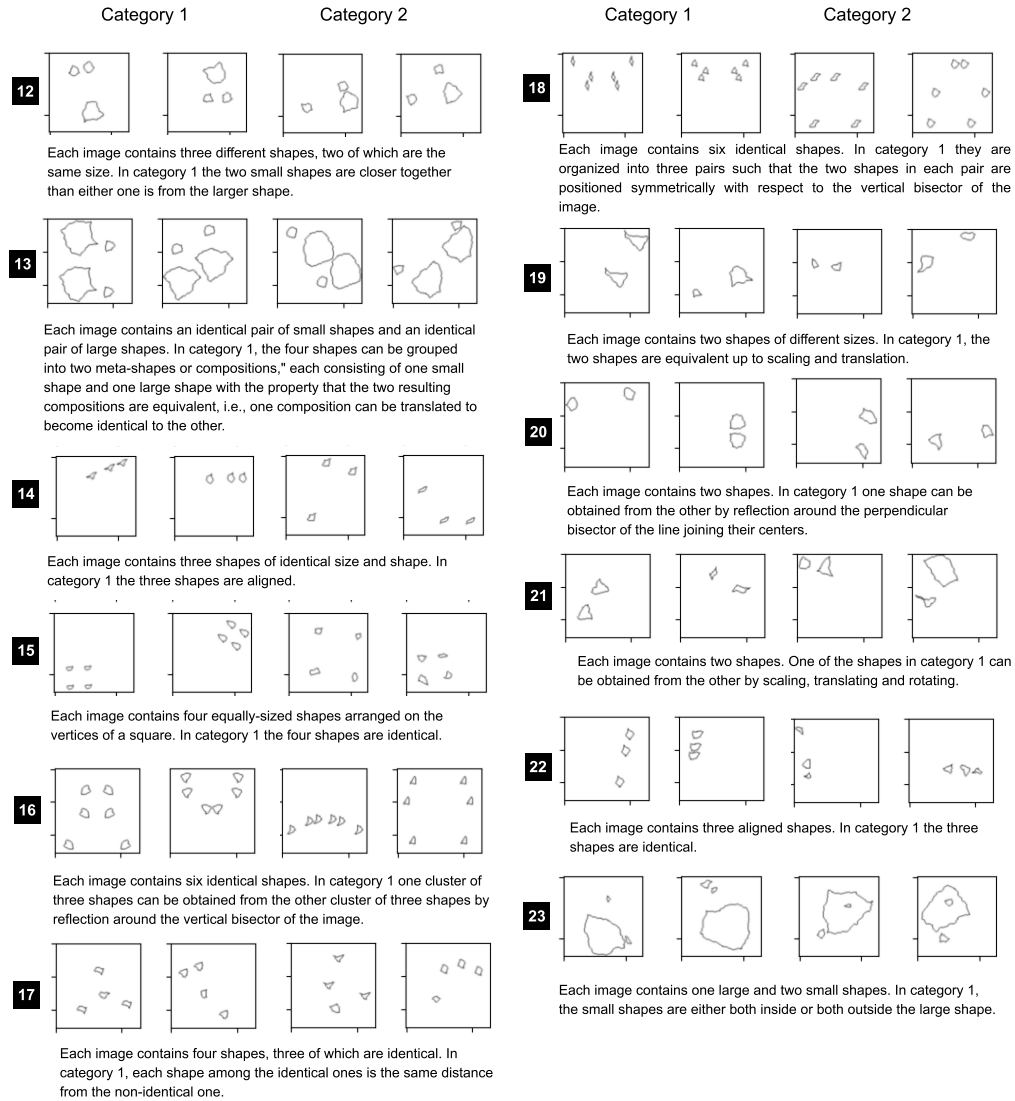 Category 1
Category 2
12
Each image contains three different shapes, two of which are the
same size. In category 1 the two small shapes are closer together
than either one is from the larger shape.
13
Each image contains an identical pair of small shapes and an identical
pair of large shapes. In category 1, the four shapes can be grouped
into two meta-shapes or compositions," each consisting of one small
shape and one large shape with the property that the two resulting
compositions are equivalent, i.e., one composition can be translated to
become identical to the other.
14
Each image contains three shapes of identical size and shape. In
category 1 the three shapes are aligned.
15
Each image contains four equally-sized shapes arranged on the
vertices of a square. In category 1 the four shapes are identical.
16
Each image contains six identical shapes. In category 1 one cluster of
three shapes can be obtained from the other cluster of three shapes by
reflection around the vertical bisector of the image.
17
Each image contains four shapes, three of which are identical. In
category 1, each shape among the identical ones is the same distance
from the non-identical one.
Category 1
Category 2
18
Each image contains six identical shapes. In category 1 they are
organized into three pairs such that the two shapes in each pair are
positioned symmetrically with respect to the vertical bisector of the
image.
19
Each image contains two shapes of different sizes. In category 1, the
two shapes are equivalent up to scaling and translation.
20
Each image contains two shapes. In category 1 one shape can be
obtained from the other by reflection around the perpendicular
bisector of the line joining their centers.
21
Each image contains two shapes. One of the shapes in category 1 can
be obtained from the other by scaling, translating and rotating.
22
Each image contains three aligned shapes. In category 1 the three
shapes are identical.
23
Each image contains one large and two small shapes. In category 1,
the small shapes are either both inside or both outside the large shape.